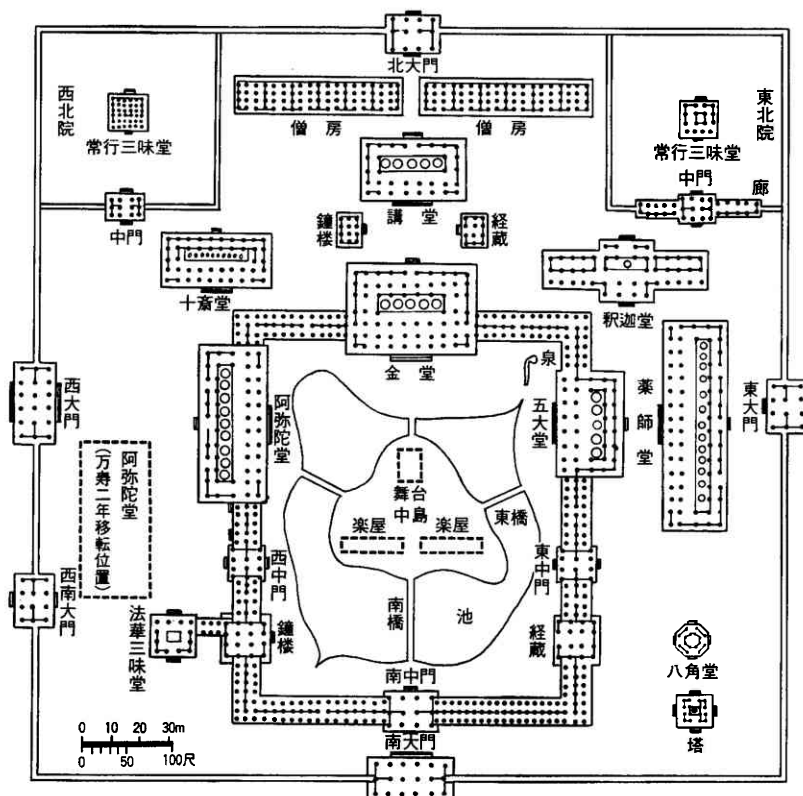 北大門
西北院
常行三昧堂
中門
僧房
僧房
東北院
常行三昧堂
中門
廊
講堂
鐘楼
経蔵
十斎堂
釈迦堂
金堂
泉
西大門
阿弥陀堂
(万寿二年移転位置)
阿弥陀堂
五大堂
薬師堂
東大門
舞台
中島
楽屋
楽屋
東橋
西中門
東中門
西南大門
法華三昧堂
鐘楼
南橋
池
経蔵
八角堂
南中門
南大門
塔
0 10 20 30m
0 50 100尺